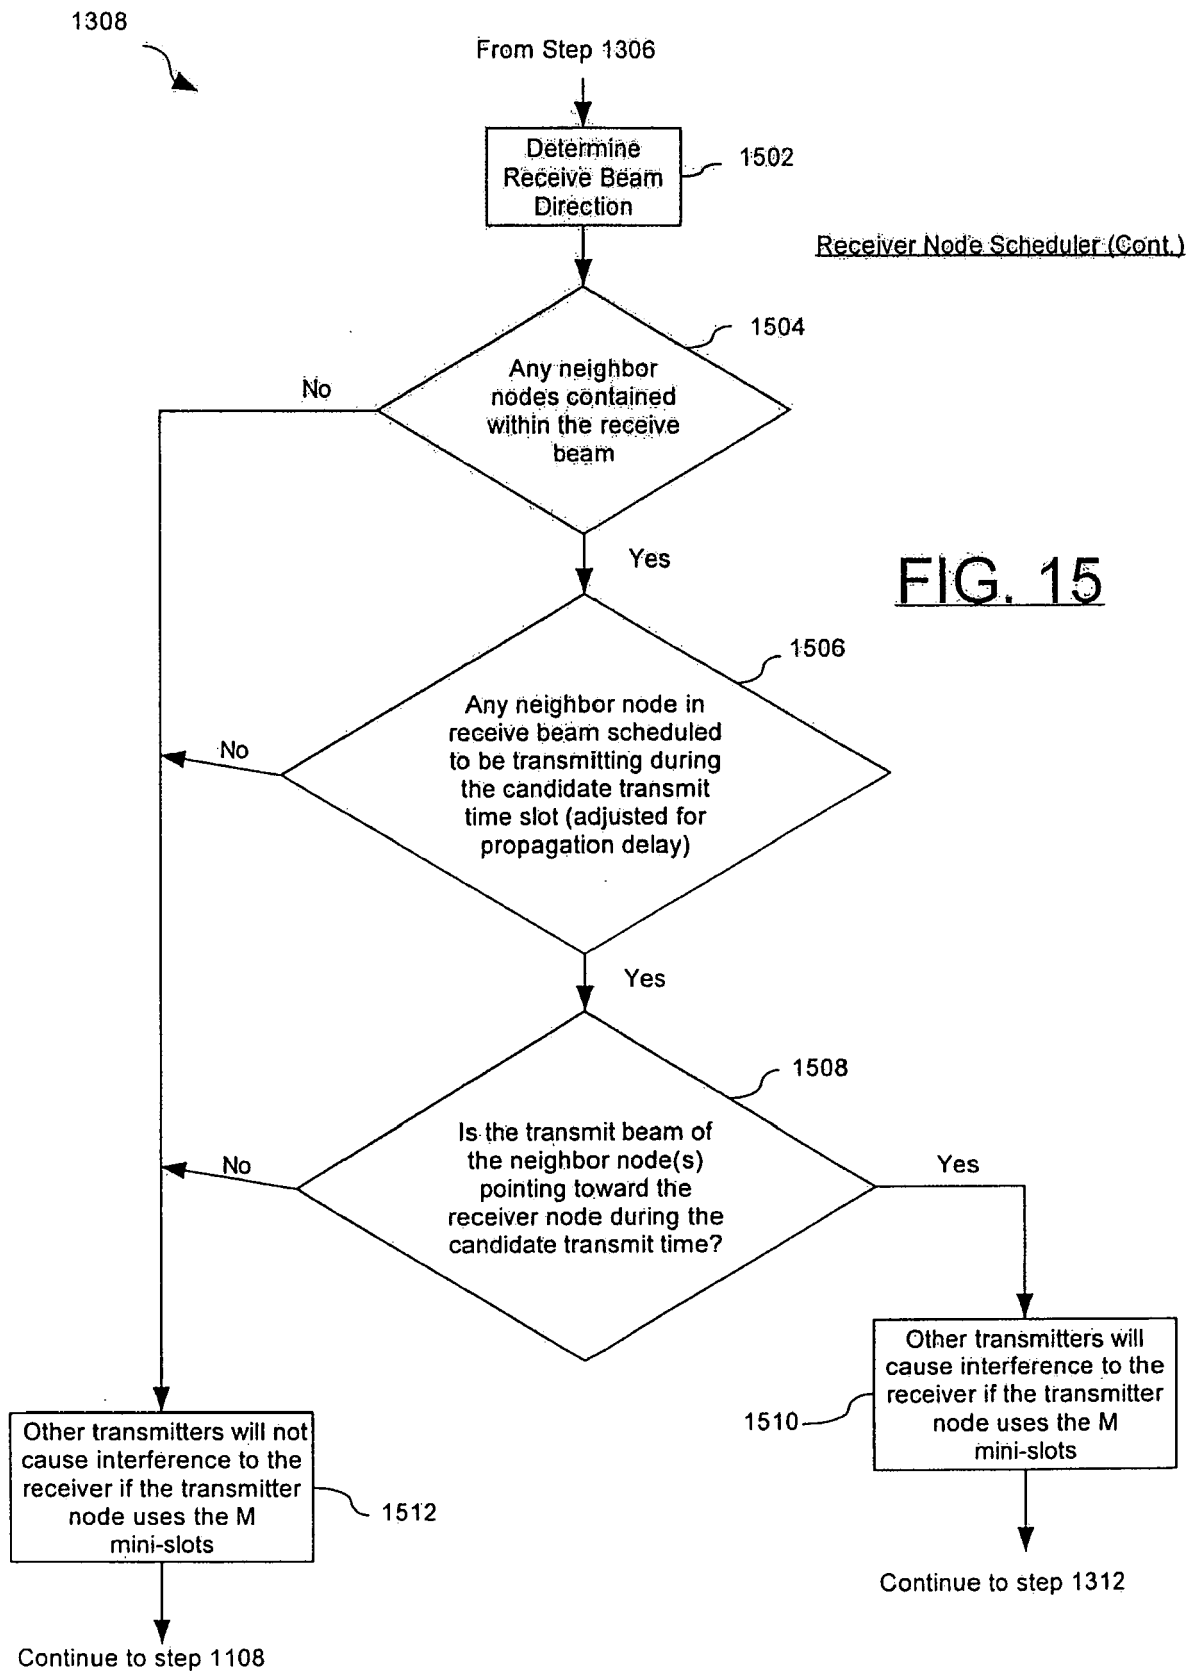 1308
From Step 1306
Determine
Receive Beam
Direction
1502
Receiver Node Scheduler (Cont.)
1504
Any neighbor
nodes contained
within the receive
beam
No
Yes
FIG. 15
1506
Any neighbor node in
receive beam scheduled
to be transmitting during
the candidate transmit
time slot (adjusted for
propagation delay)
No
Yes
1508
Is the transmit beam of
the neighbor node(s)
pointing toward the
receiver node during the
candidate transmit time?
No
Yes
Other transmitters will
cause interference to the
receiver if the transmitter
node uses the M
mini-slots
1510
Other transmitters will not
cause interference to the
receiver if the transmitter
node uses the M
mini-slots
1512
Continue to step 1312
Continue to step 1108